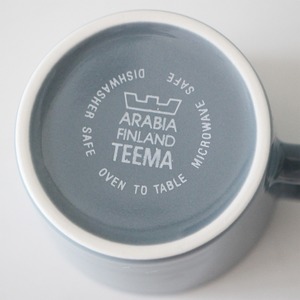 ARABIA
FINLAND
TEEMA
DISHWASHER SAFE
OVEN TO TABLE
MICROWAVE SAFE